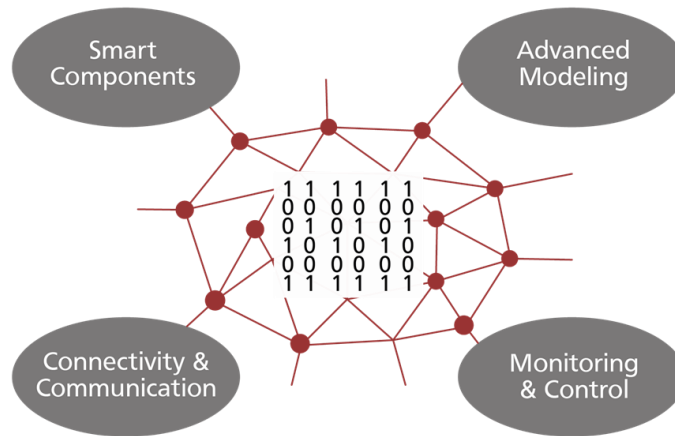 Smart
Components
Advanced
Modeling
1 1 1 1 1 1
0 0 0 0 0 0
0 1 0 1 0 1
1 0 1 0 1 0
0 0 0 0 0 0
1 1 1 1 1 1
Connectivity &
Communication
Monitoring
& Control